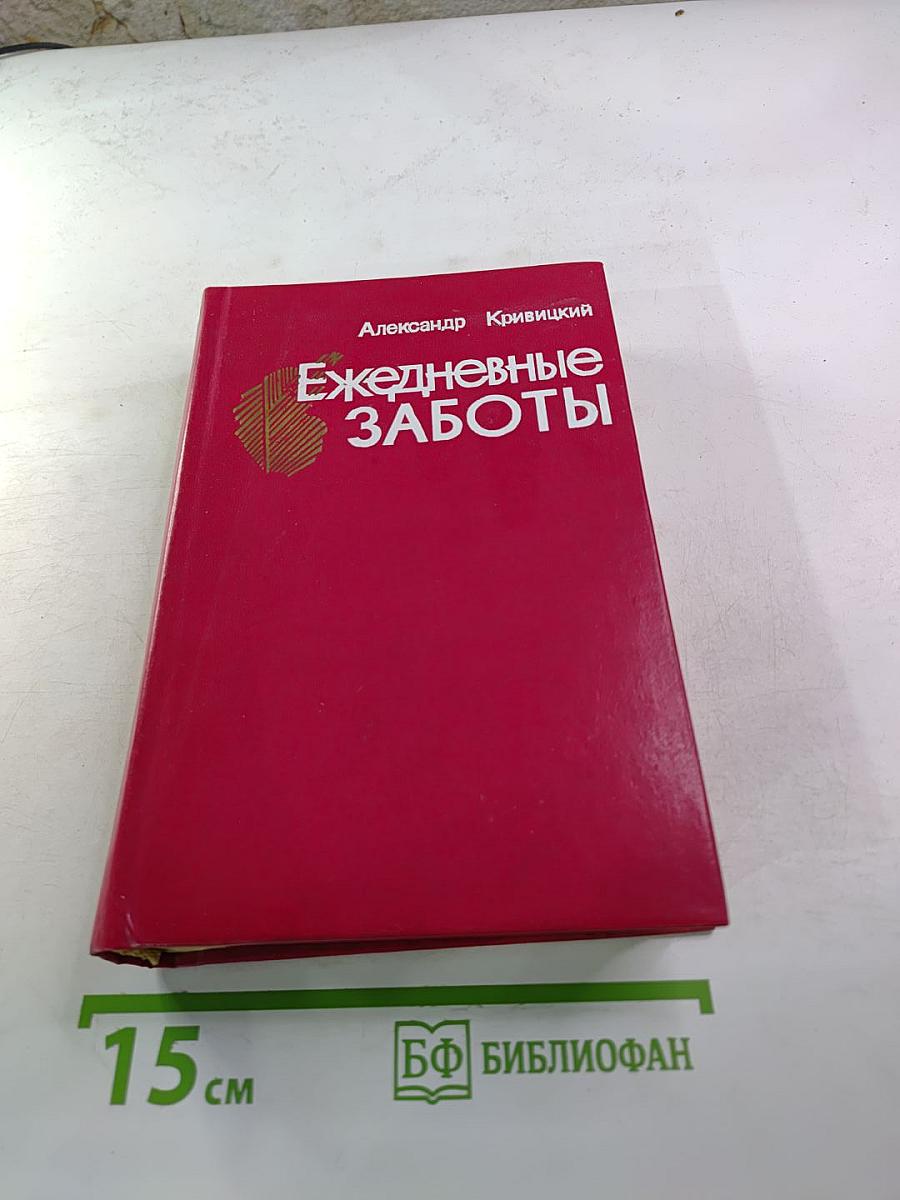 Александр Кривицкий
Ежедневные
ЗАБОТЫ
15 см
БФ БИБЛИОФАН